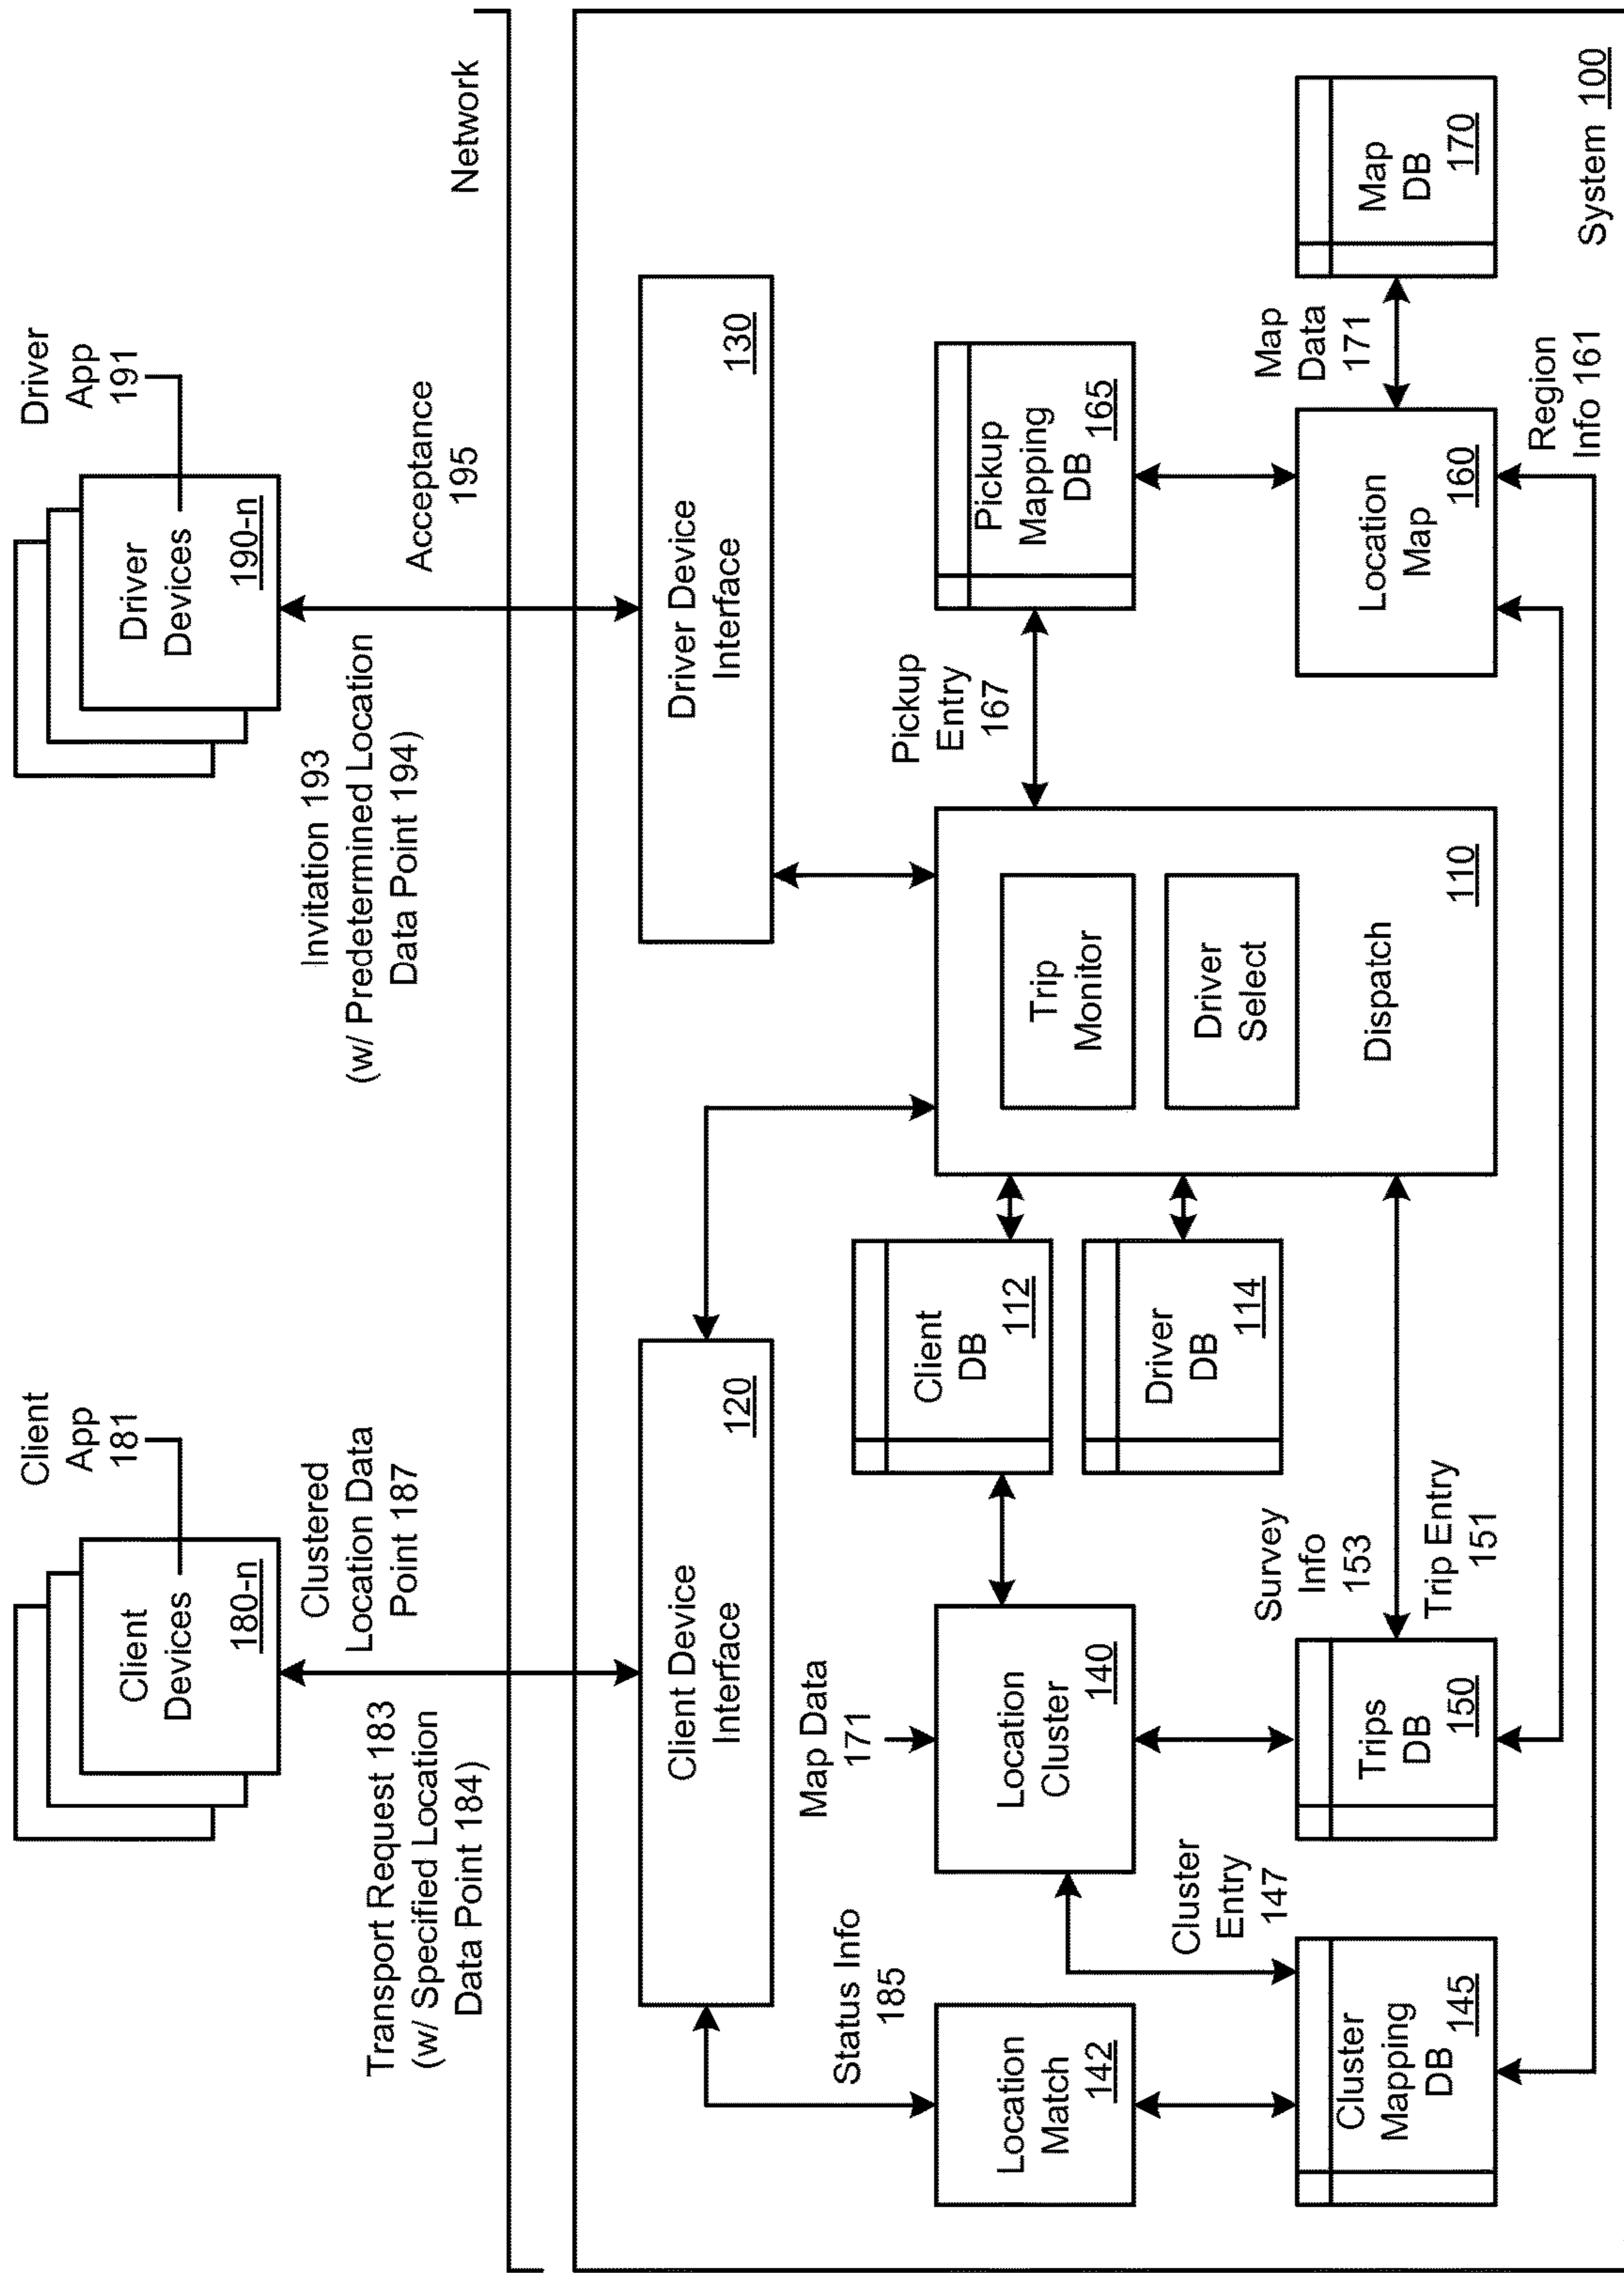 Client
App
181
Driver
App
191
Client
Devices
180-n
Driver
Devices
190-n
Transport Request 183
(w/ Specified Location
Data Point 184)
Clustered
Location Data
Point 187
Invitation 193
(w/ Predetermined Location
Data Point 194)
Acceptance
195
Network
Client Device
Interface
120
Driver Device
Interface
130
Status Info
185
Map Data
171
Location
Match
142
Location
Cluster
140
Client
DB
112
Driver
DB
114
Trip
Monitor
Driver
Select
Dispatch
110
Pickup
Entry
167
Pickup
Mapping
DB
165
Cluster
Entry
147
Survey
Info
153
Trip Entry
151
Cluster
Mapping
DB
145
Trips
DB
150
Location
Map
160
Map
Data
171
Map
DB
170
Region
Info 161
System 100